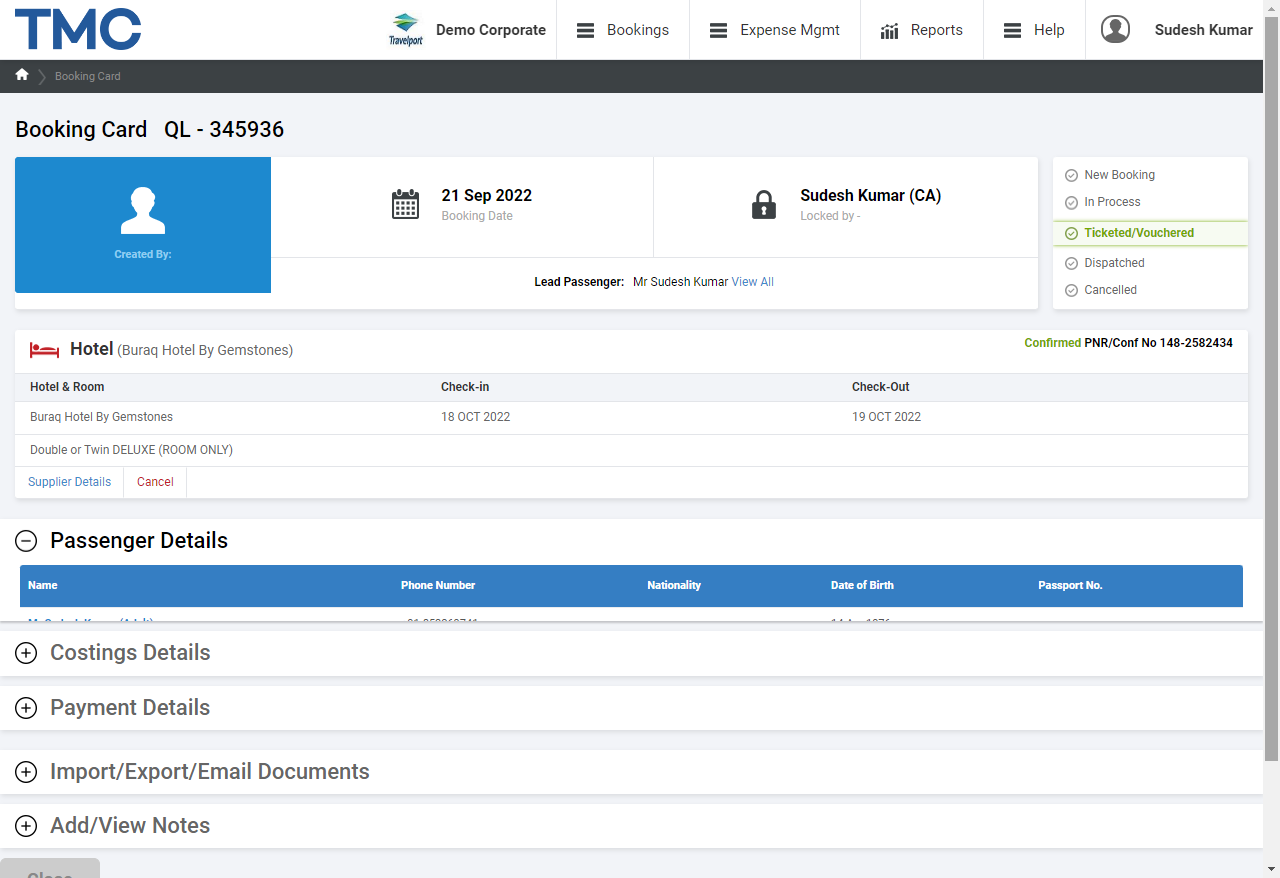 TMC
Travelport
Demo Corporate
Bookings
Expense Mgmt
Reports
Help
Sudesh Kumar
Booking Card
Booking Card QL - 345936
Created By:
21 Sep 2022
Booking Date
Sudesh Kumar (CA)
Locked by -
Lead Passenger: Mr Sudesh Kumar View All
New Booking
In Process
Ticketed/Vouchered
Dispatched
Cancelled
Hotel (Buraq Hotel By Gemstones)
Confirmed PNR/Conf No 148-2582434
Hotel & Room Check-in Check-Out
Buraq Hotel By Gemstones 18 OCT 2022 19 OCT 2022
Double or Twin DELUXE (ROOM ONLY)
Supplier Details Cancel
Passenger Details
Name Phone Number Nationality Date of Birth Passport No.
Costings Details
Payment Details
Import/Export/Email Documents
Add/View Notes
Close